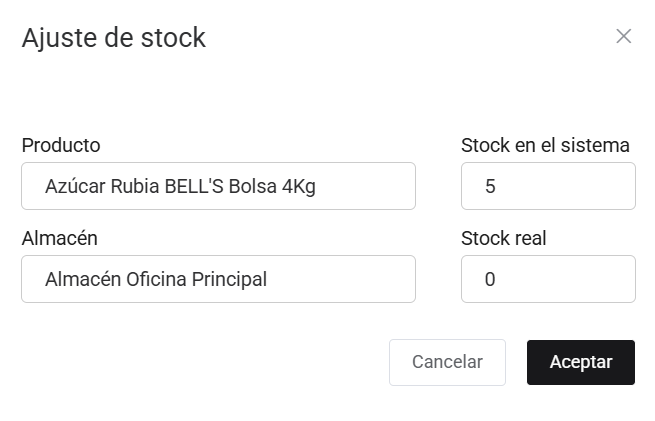 Ajuste de stock
Producto
Stock en el sistema
Azúcar Rubia BELL'S Bolsa 4Kg
5
Almacén
Stock real
Almacén Oficina Principal
0
Cancelar
Aceptar